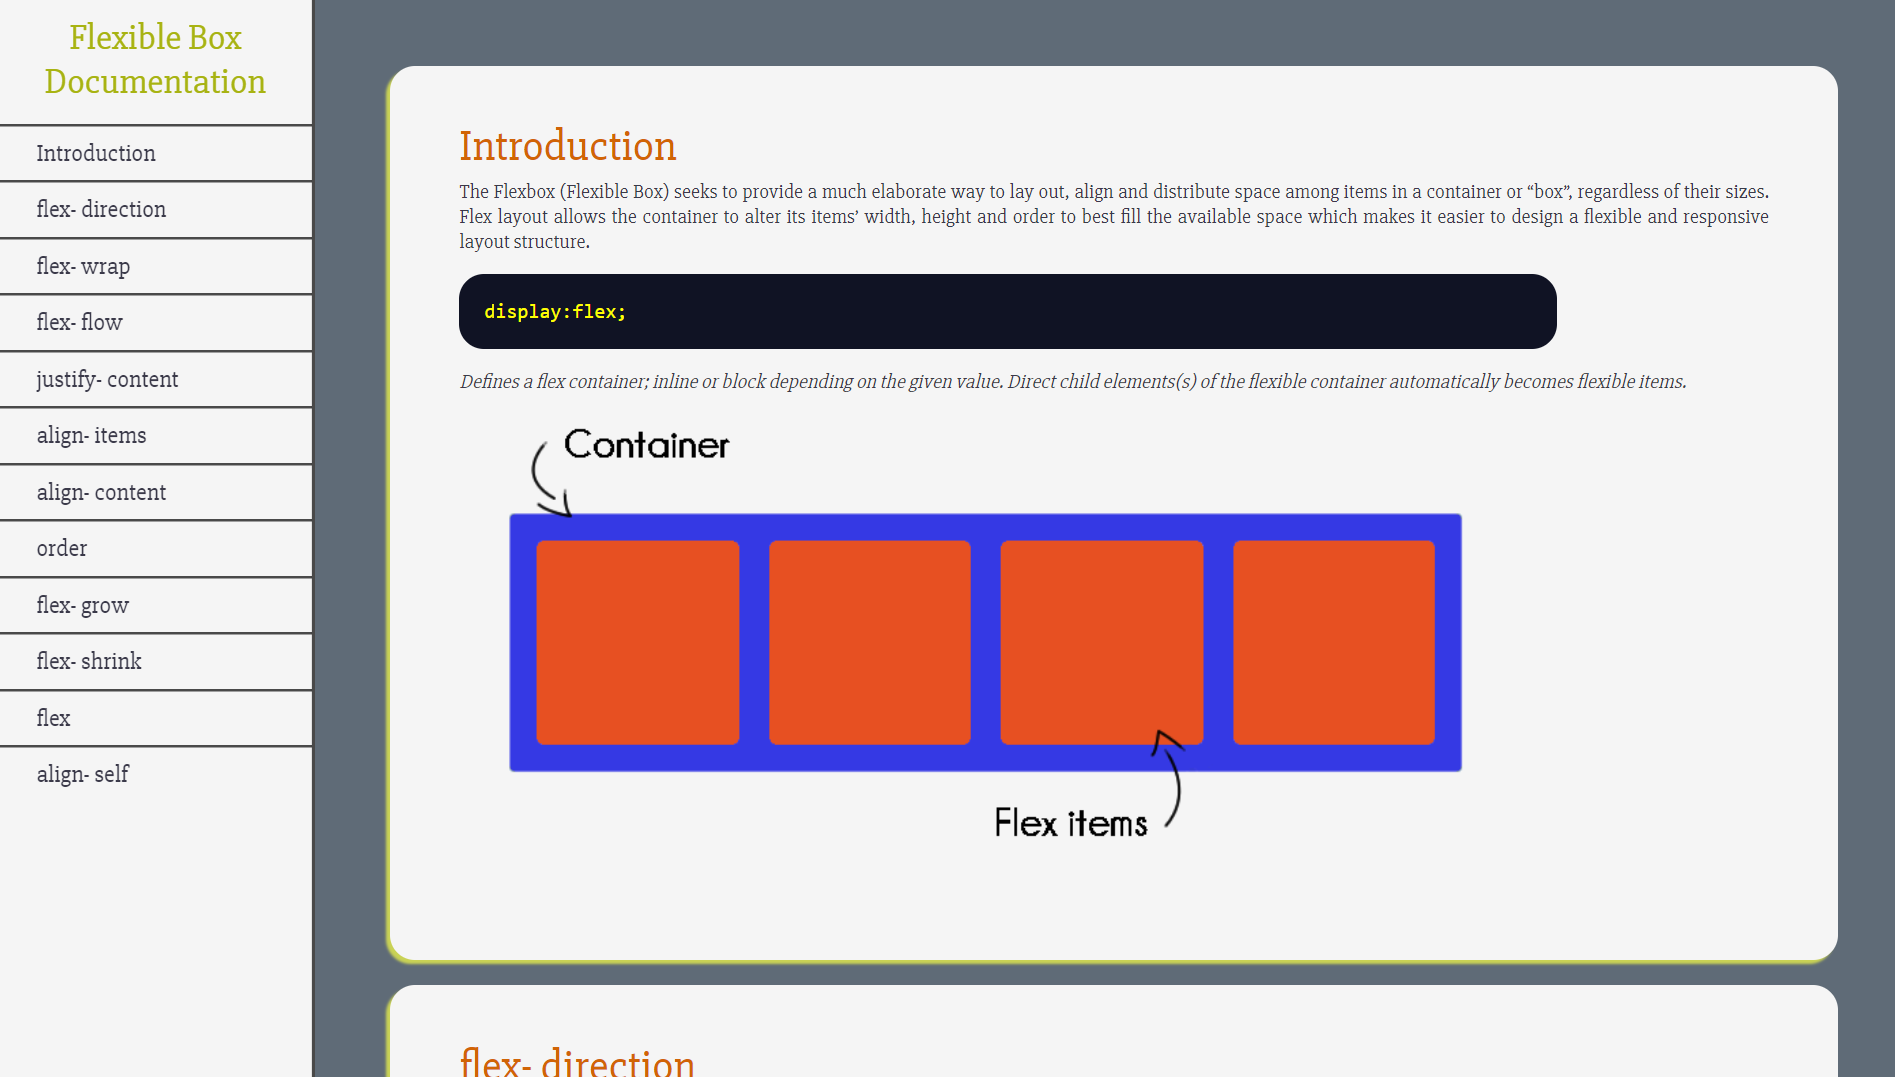 Flexible Box
Documentation
Introduction
flex- direction
flex- wrap
flex- flow
justify- content
align- items
align- content
order
flex- grow
flex- shrink
flex
align- self
Introduction
The Flexbox (Flexible Box) seeks to provide a much elaborate way to lay out, align and distribute space among items in a container or “box”, regardless of their sizes.
Flex layout allows the container to alter its items’ width, height and order to best fill the available space which makes it easier to design a flexible and responsive
layout structure.
display:flex;
Defines a flex container; inline or block depending on the given value. Direct child elements(s) of the flexible container automatically becomes flexible items.
Container
Flex items
flex- direction